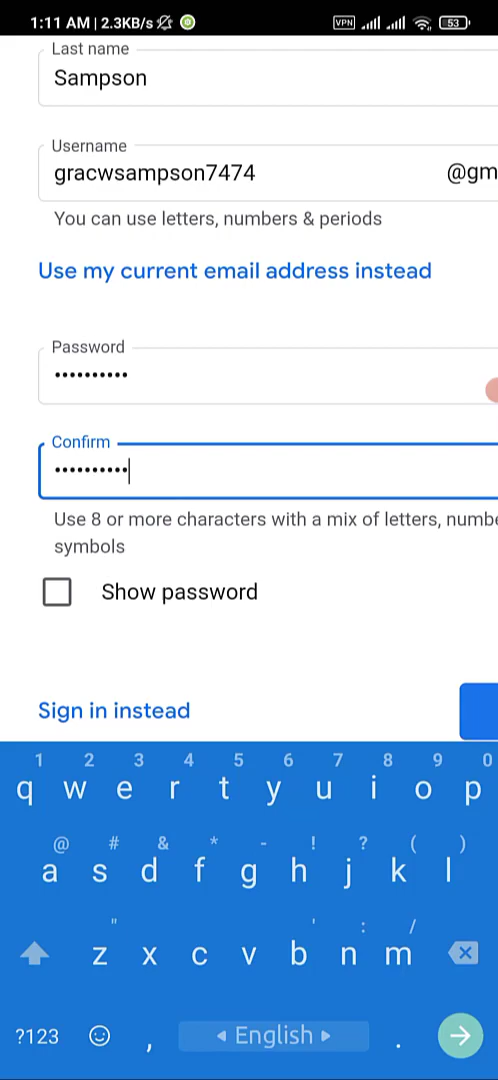 1:11 AM | 2.3KB/s VPN 53
Last name
Sampson
Username
gracwsampson7474 @gm
You can use letters, numbers & periods
Use my current email address instead
Password
••••••••••
Confirm
••••••••••
Use 8 or more characters with a mix of letters, numbe
symbols
Show password
Sign in instead
1 2 3 4 5 6 7 8 9 0
q w e r t y u i o p
@ # & * - ! ? ( )
a s d f g h j k l
" ' : /
z x c v b n m
?123 , English .